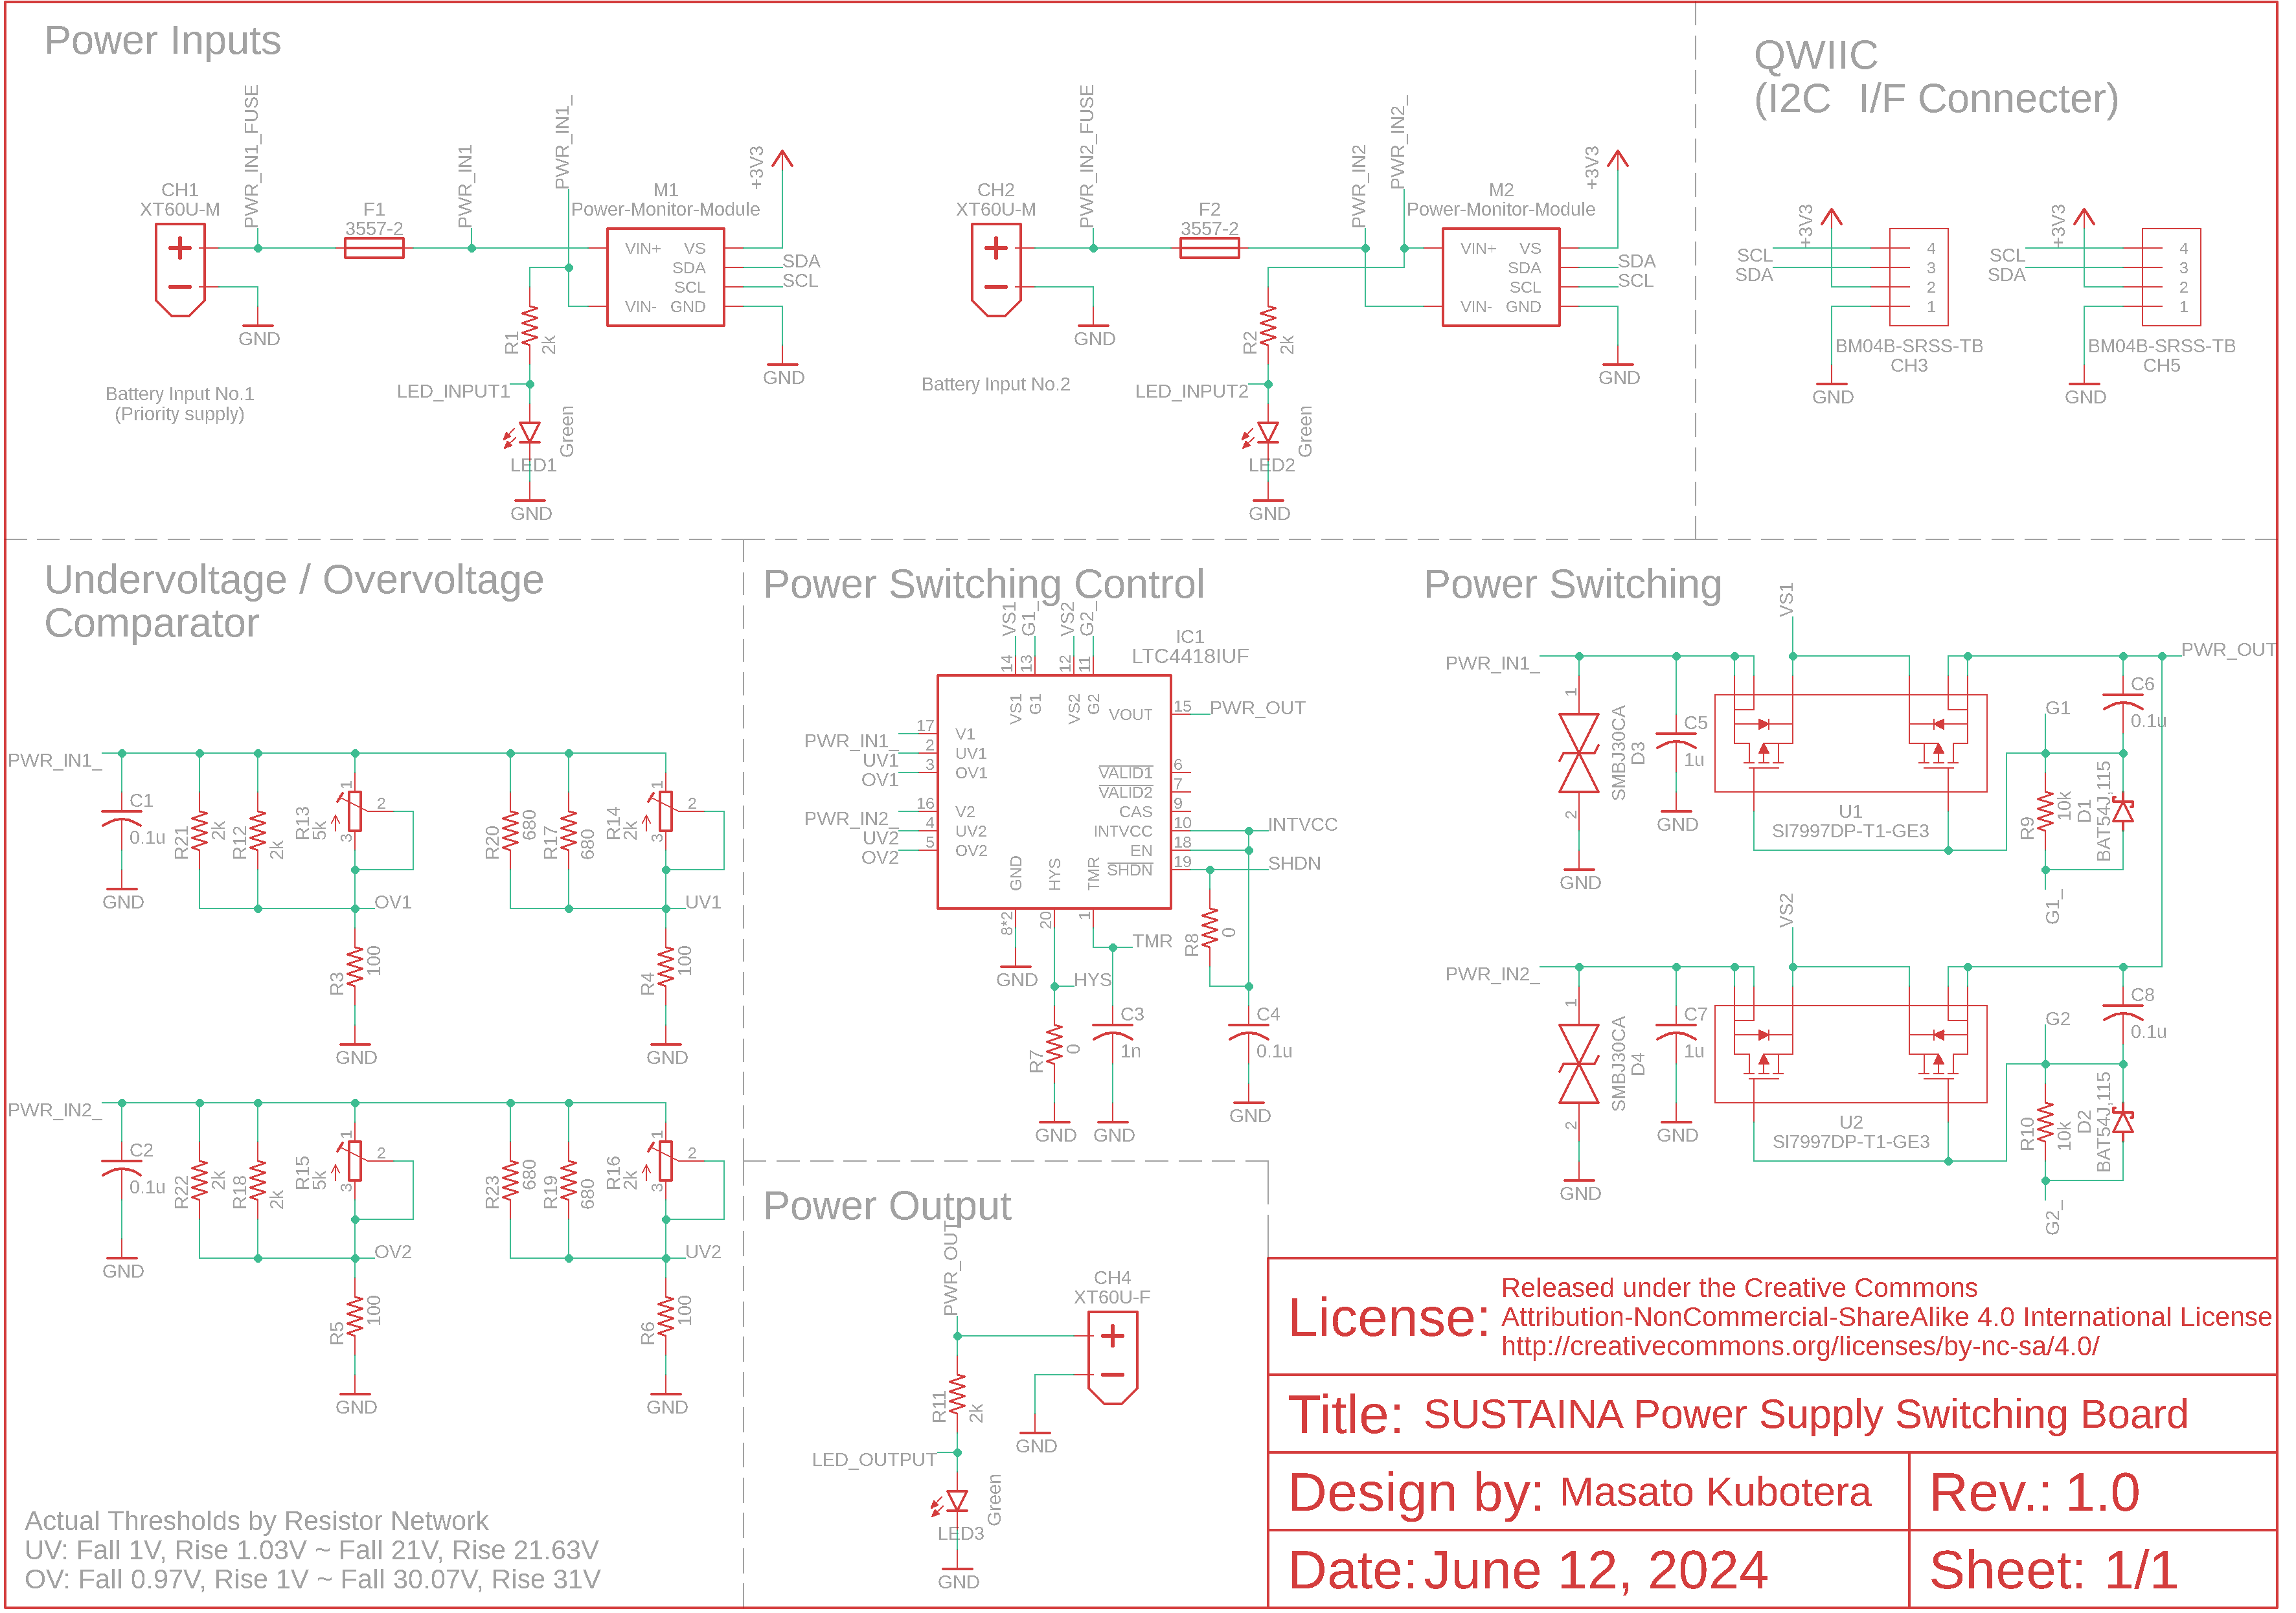 Power Inputs
PWR_IN1_FUSE
PWR_IN1
PWR_IN1_
+3V3
CH1
XT60U-M
F1
3557-2
M1
Power-Monitor-Module
VIN+ VS
SDA
SCL
VIN- GND
SDA
SCL
GND
GND
R1
2k
LED_INPUT1
Green
LED1
GND
Battery Input No.1
(Priority supply)
PWR_IN2_FUSE
PWR_IN2
PWR_IN2_
+3V3
CH2
XT60U-M
F2
3557-2
M2
Power-Monitor-Module
VIN+ VS
SDA
SCL
VIN- GND
SDA
SCL
GND
GND
R2
2k
LED_INPUT2
Green
LED2
GND
Battery Input No.2
QWIIC
(I2C I/F Connecter)
+3V3
SCL
SDA
4
3
2
1
BM04B-SRSS-TB
CH3
GND
+3V3
SCL
SDA
4
3
2
1
BM04B-SRSS-TB
CH5
GND
Undervoltage / Overvoltage
Comparator
PWR_IN1_
C1
0.1u
GND
R21
2k
R12
2k
R13
5k
1
2
3
R20
680
R17
680
R14
2k
1
2
3
OV1
UV1
R3
100
R4
100
GND
GND
PWR_IN2_
C2
0.1u
GND
R22
2k
R18
2k
R15
5k
1
2
3
R23
680
R19
680
R16
2k
1
2
3
OV2
UV2
R5
100
R6
100
GND
GND
Actual Thresholds by Resistor Network
UV: Fall 1V, Rise 1.03V ~ Fall 21V, Rise 21.63V
OV: Fall 0.97V, Rise 1V ~ Fall 30.07V, Rise 31V
Power Switching Control
VS1
G1_
VS2
G2_
14
13
12
11
IC1
LTC4418IUF
VS1
G1
VS2
G2
VOUT
15
PWR_OUT
PWR_IN1_
UV1
OV1
17
2
3
V1
UV1
OV1
PWR_IN2_
UV2
OV2
16
4
5
V2
UV2
OV2
VALID1
VALID2
CAS
INTVCC
EN
SHDN
6
7
9
10
18
19
INTVCC
SHDN
GND
HYS
TMR
8*2
20
1
GND
HYS
TMR
R8
0
R7
0
C3
1n
C4
0.1u
GND
GND
GND
Power Switching
VS1
PWR_IN1_
PWR_OUT
1
2
SMBJ30CA
D3
GND
C5
1u
GND
U1
SI7997DP-T1-GE3
G1
C6
0.1u
R9
10k
D1
BAT54J,115
G1_
VS2
PWR_IN2_
1
2
SMBJ30CA
D4
GND
C7
1u
GND
U2
SI7997DP-T1-GE3
G2
C8
0.1u
R10
10k
D2
BAT54J,115
G2_
Power Output
PWR_OUT
CH4
XT60U-F
R11
2k
GND
LED_OUTPUT
Green
LED3
GND
License:
Released under the Creative Commons
Attribution-NonCommercial-ShareAlike 4.0 International License
http://creativecommons.org/licenses/by-nc-sa/4.0/
Title: SUSTAINA Power Supply Switching Board
Design by: Masato Kubotera
Rev.: 1.0
Date: June 12, 2024
Sheet: 1/1